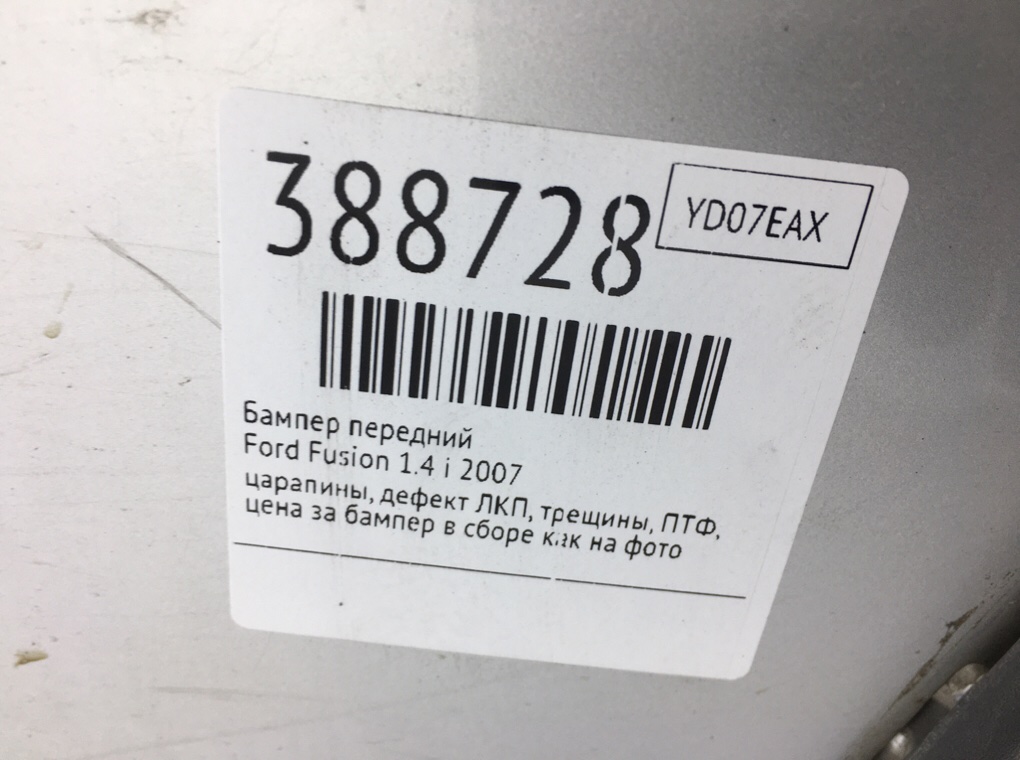 388728
YD07EAX
Бампер передний
Ford Fusion 1.4 i 2007
царапины, дефект ЛКП, трещины, ПТФ,
цена за бампер в сборе как на фото